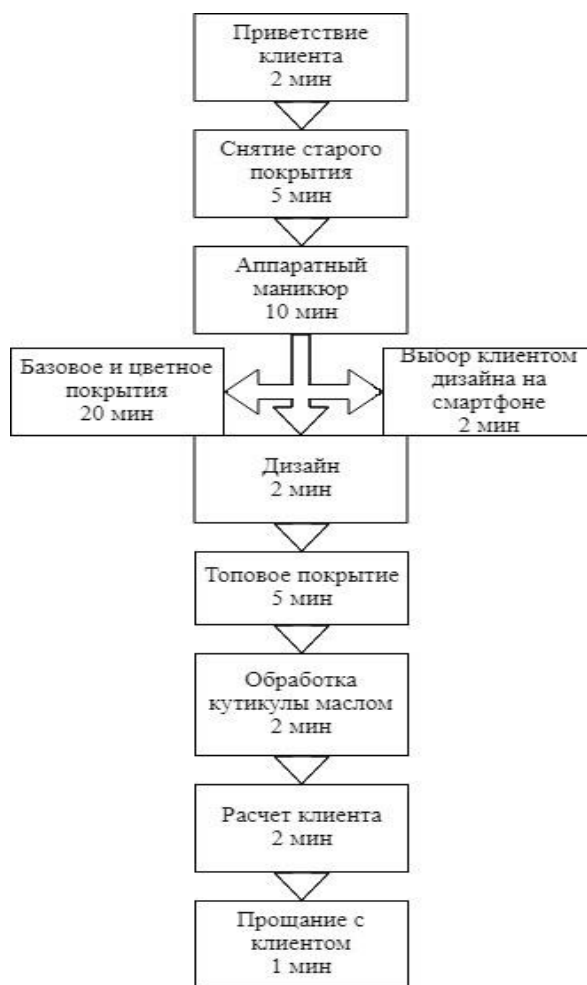 Приветствие
клиента
2 мин
Снятие старого
покрытия
5 мин
Аппаратный
маникюр
10 мин
Базовое и цветное
покрытия
20 мин
Выбор клиентом
дизайна на
смартфоне
2 мин
Дизайн
2 мин
Топовое покрытие
5 мин
Обработка
кутикулы маслом
2 мин
Расчет клиента
2 мин
Прощание с
клиентом
1 мин